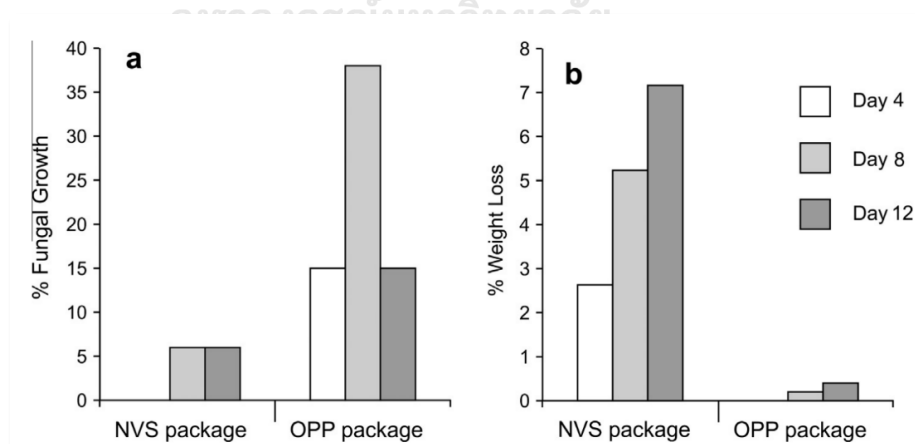 a
% Fungal Growth
40
35
30
25
20
15
10
5
0
NVS package
OPP package
b
% Weight Loss
8
7
6
5
4
3
2
1
0
NVS package
OPP package
Day 4
Day 8
Day 12